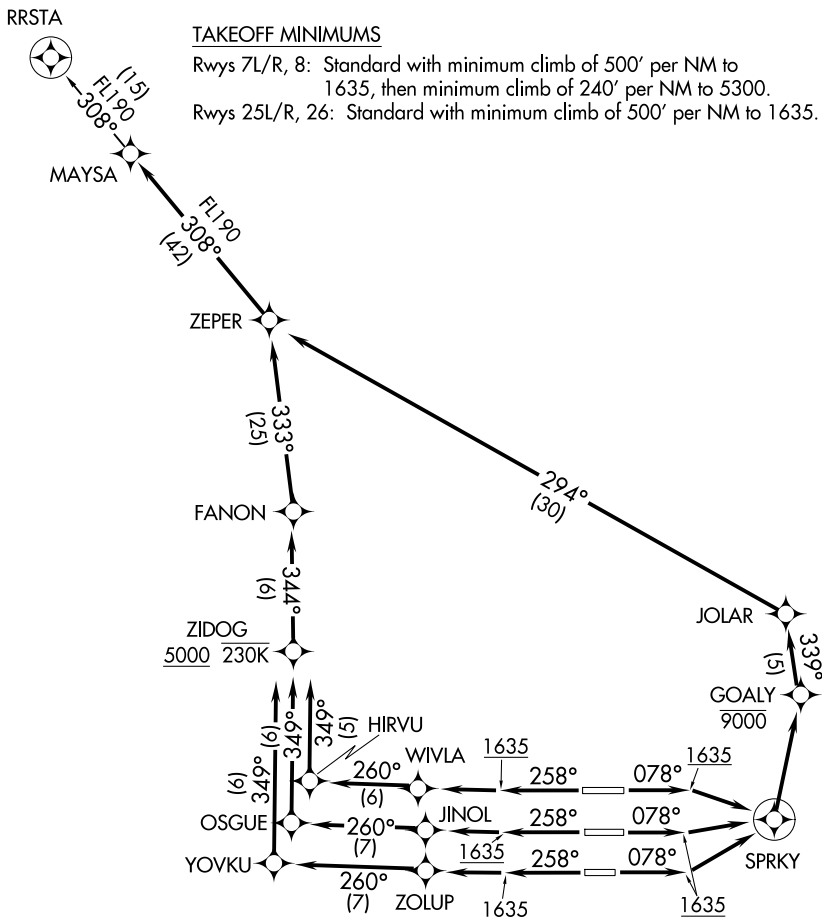 RRSTA
TAKEOFF MINIMUMS
Rwys 7L/R, 8: Standard with minimum climb of 500' per NM to
1635, then minimum climb of 240' per NM to 5300.
Rwys 25L/R, 26: Standard with minimum climb of 500' per NM to 1635.
(15)
FL190
308°
MAYSA
FL190
308°
(42)
ZEPER
333°
(25)
294°
(30)
FANON
344°
(6)
ZIDOG
5000 230K
JOLAR
339°
(5)
GOALY
9000
349°
(6)
349°
(6)
349°
(5)
HIRVU
WIVLA
1635
1635
260°
(6)
258°
078°
OSGUE
JINOL
260°
(7)
258°
078°
1635
SPRKY
YOVKU
260°
(7)
ZOLUP
258°
078°
1635
1635